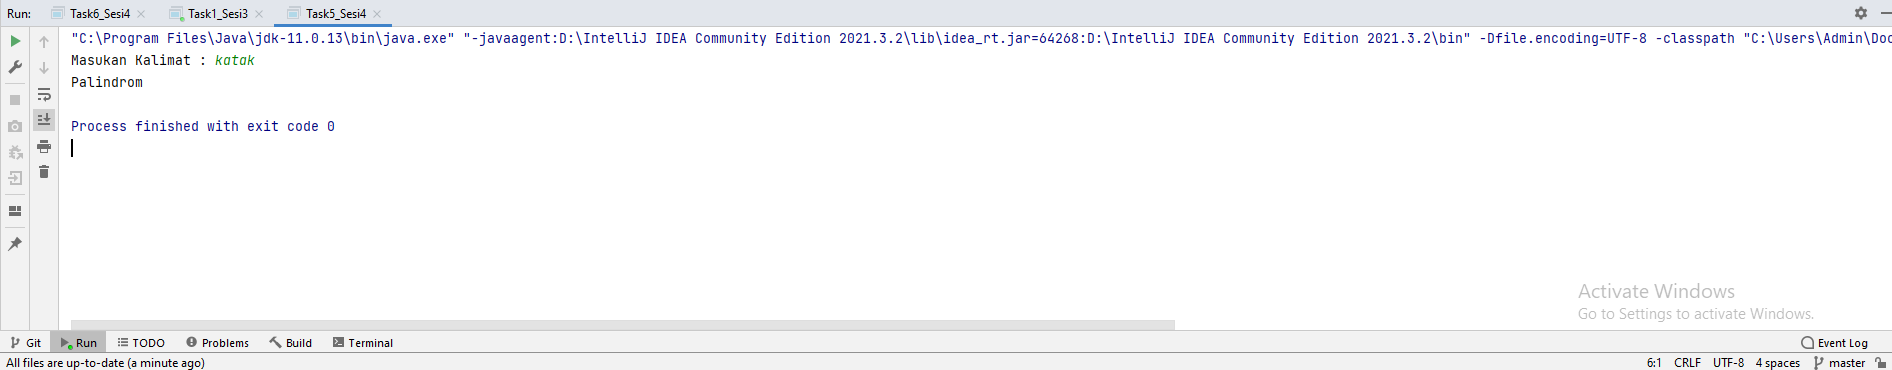 Run: Task6_Sesi4 Task1_Sesi3 Task5_Sesi4
"C:\Program Files\Java\jdk-11.0.13\bin\java.exe" "-javaagent:D:\IntelliJ IDEA Community Edition 2021.3.2\lib\idea_rt.jar=64268:D:\IntelliJ IDEA Community Edition 2021.3.2\bin" -Dfile.encoding=UTF-8 -classpath "C:\Users\Admin\Doc
Masukan Kalimat : katak
Palindrom
Process finished with exit code 0
Activate Windows
Go to Settings to activate Windows.
Git Run TODO Problems Build Terminal Event Log
All files are up-to-date (a minute ago) 6:1 CRLF UTF-8 4 spaces master